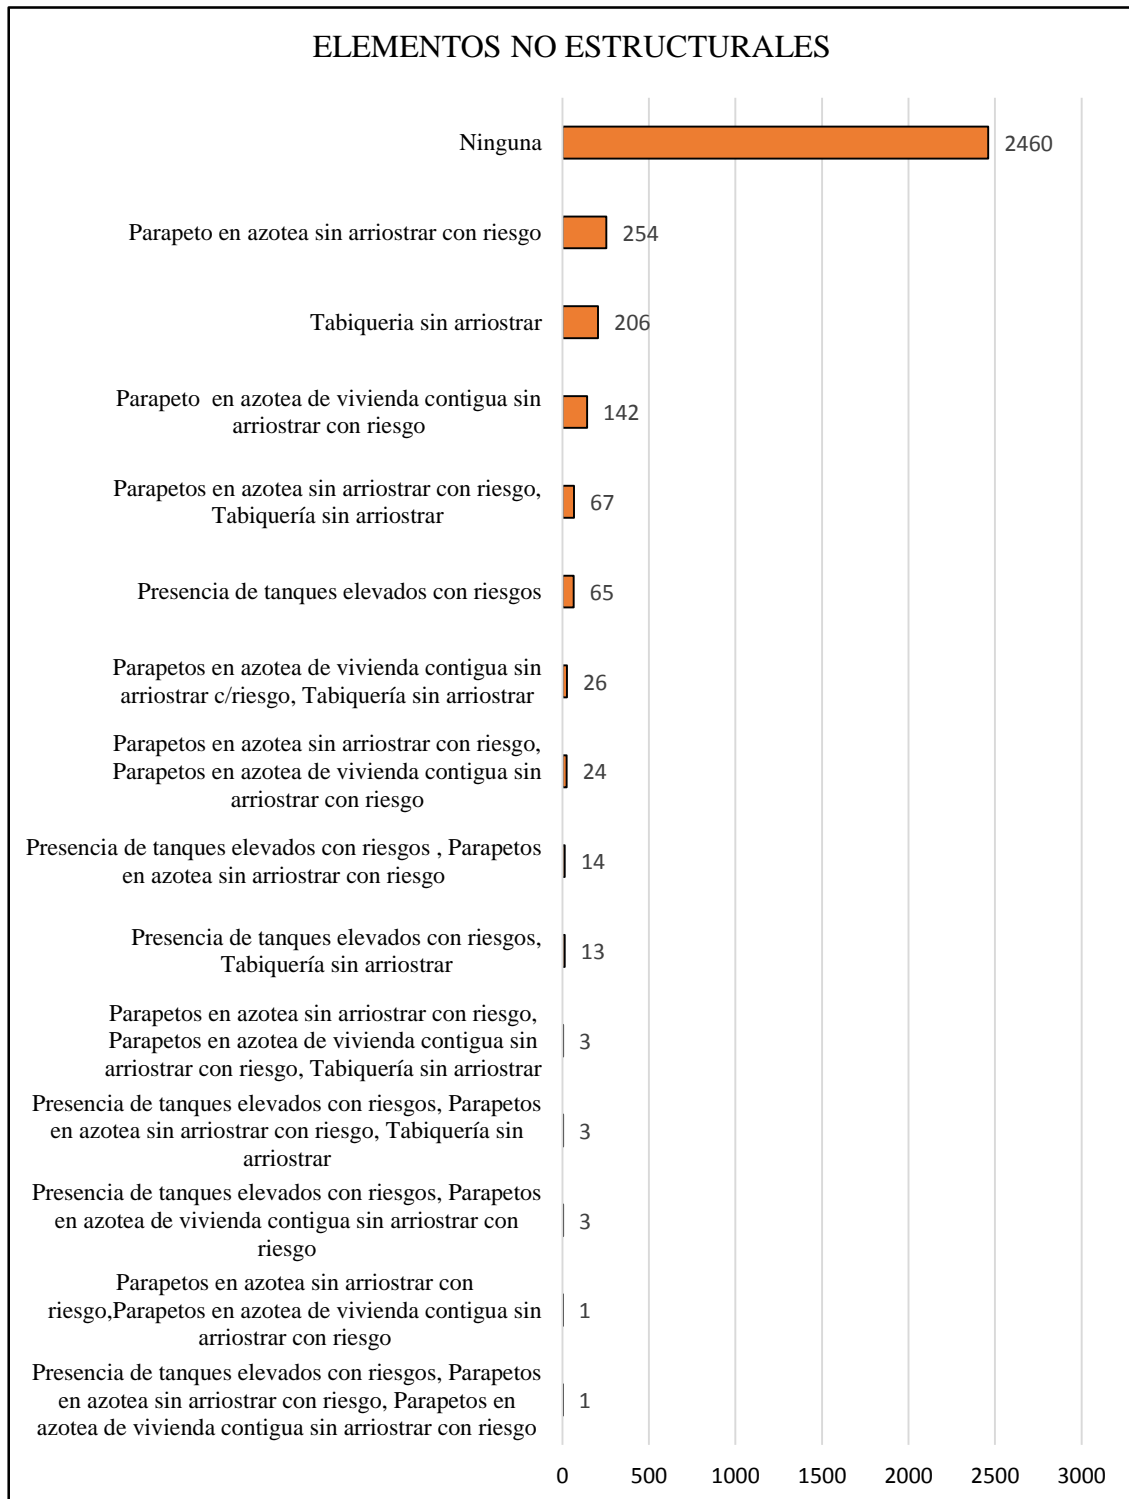 ELEMENTOS NO ESTRUCTURALES
Ninguna
2460
Parapeto en azotea sin arriostrar con riesgo
254
Tabiqueria sin arriostrar
206
Parapeto  en azotea de vivienda contigua sin
arriostrar con riesgo
142
Parapetos en azotea sin arriostrar con riesgo,
Tabiquería sin arriostrar
67
Presencia de tanques elevados con riesgos
65
Parapetos en azotea de vivienda contigua sin
arriostrar c/riesgo, Tabiquería sin arriostrar
26
Parapetos en azotea sin arriostrar con riesgo,
Parapetos en azotea de vivienda contigua sin
arriostrar con riesgo
24
Presencia de tanques elevados con riesgos , Parapetos
en azotea sin arriostrar con riesgo
14
Presencia de tanques elevados con riesgos,
Tabiquería sin arriostrar
13
Parapetos en azotea sin arriostrar con riesgo,
Parapetos en azotea de vivienda contigua sin
arriostrar con riesgo, Tabiquería sin arriostrar
3
Presencia de tanques elevados con riesgos, Parapetos
en azotea sin arriostrar con riesgo, Tabiquería sin
arriostrar
3
Presencia de tanques elevados con riesgos, Parapetos
en azotea de vivienda contigua sin arriostrar con
riesgo
3
Parapetos en azotea sin arriostrar con
riesgo,Parapetos en azotea de vivienda contigua sin
arriostrar con riesgo
1
Presencia de tanques elevados con riesgos, Parapetos
en azotea sin arriostrar con riesgo, Parapetos en
azotea de vivienda contigua sin arriostrar con riesgo
1
0 500 1000 1500 2000 2500 3000